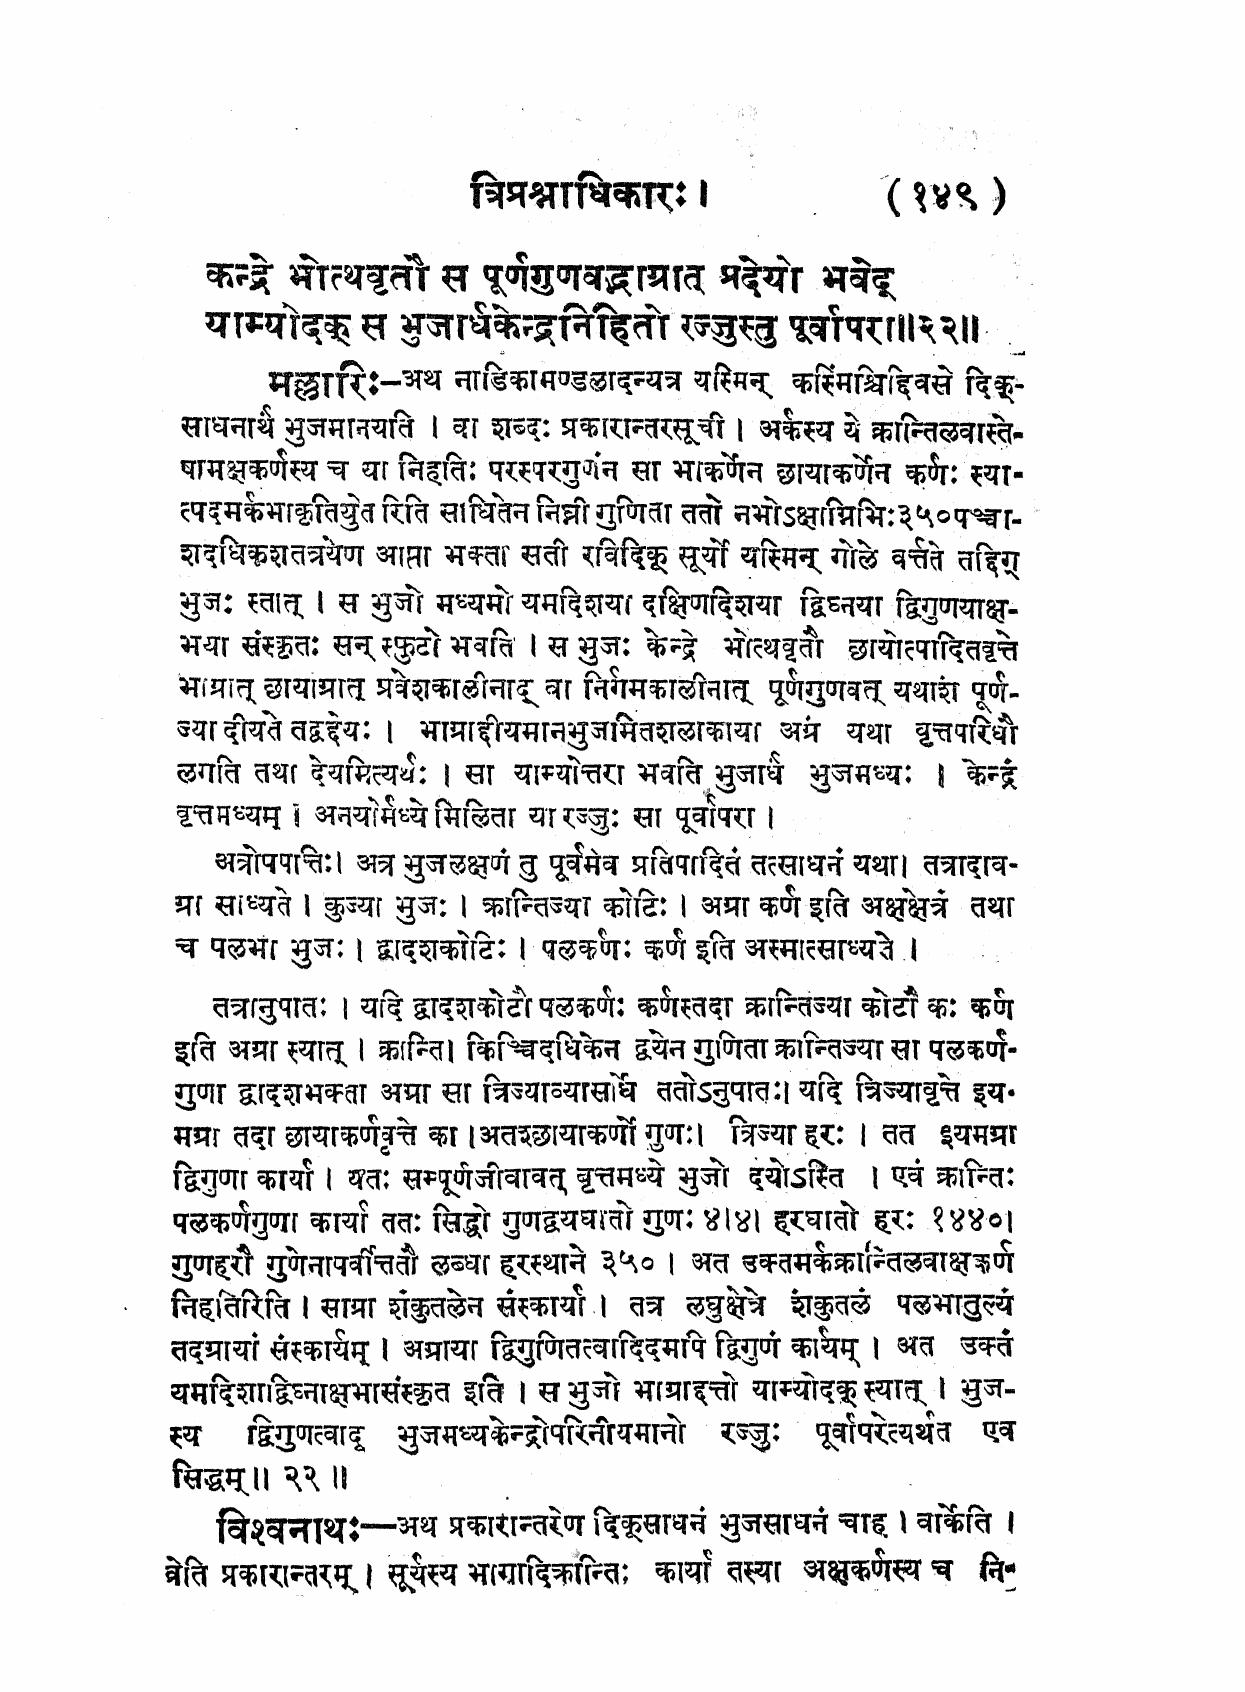 त्रिप्रश्नाधिकारः। (१४९)
कन्द्रे भोत्थवृतौ स पूर्णगुणवद्भाग्रात् प्रदेयो भवेद्
याम्योदक् स भुजार्धकेन्द्रनिहितो रज्जुस्तु पूर्वापरा॥२२॥
मल्लारिः—अथ नाडिकामण्डलादन्यत्र यस्मिन् कस्मिंश्चिद्दिवसे दिक्-
साधनार्थं भुजमानयति । वा शब्दः प्रकारान्तरसूची । अर्कस्य ये क्रान्तिलवास्ते-
षामक्षकर्णस्य च या निहतिः परस्परगुणनं सा भाकर्णेन छायाकर्णेन कर्णः स्या-
त्पदमर्कभाकृतियुतेरिति साधितेन निघ्नी गुणिता ततो नभोऽक्षाग्निभिः३५०पञ्चा-
शदधिकशतत्रयेण आप्ता भक्ता सती रविदिक् सूर्यो यस्मिन् गोले वर्त्तते तद्दिग्
भुजः स्तात् । स भुजो मध्यमो यमदिशया दक्षिणदिशया द्विघ्नया द्विगुणयाक्ष-
भया संस्कृतः सन् स्फुटो भवति । स भुजः केन्द्रे भोत्थवृतौ छायोत्पादितवृत्ते
भाग्रात् छायाग्रात् प्रवेशकालीनाद् वा निर्गमकालीनात् पूर्णगुणवत् यथाशं पूर्ण-
ज्या दीयते तद्वद्देयः । भाग्राद्दीयमानभुजमितशलाकाया अग्रं यथा वृत्तपरिधौ
लगति तथा देयमित्यर्थः । सा याम्योत्तरा भवति भुजार्धं भुजमध्यः । केन्द्रं
वृत्तमध्यम् । अनयोर्मध्ये मिलिता या रज्जुः सा पूर्वापरा ।
अत्रोपपत्तिः। अत्र भुजलक्षणं तु पूर्वमेव प्रतिपादितं तत्साधनं यथा। तत्रादाव-
ग्रा साध्यते । कुज्या भुजः । क्रान्तिज्या कोटिः । अग्रा कर्ण इति अक्षक्षेत्रं तथा
च पलभा भुजः । द्वादशकोटिः । पलकर्णः कर्ण इति अस्मात्साध्यते ।
तत्रानुपातः । यदि द्वादशकोटौ पलकर्णः कर्णस्तदा क्रान्तिज्या कोटौ कः कर्ण
इति अग्रा स्यात् । क्रान्ति। किञ्चिदधिकेन द्वयेन गुणिता क्रान्तिज्या सा पलकर्ण-
गुणा द्वादशभक्ता अग्रा सा त्रिज्याव्यासार्धे ततोऽनुपातः। यदि त्रिज्यावृत्ते इय-
मग्रा तदा छायाकर्णवृत्ते का ।अतश्छायाकर्णो गुणः। त्रिज्या हरः । तत इयमग्रा
द्विगुणा कार्या । यतः सम्पूर्णजीवावत् वृत्तमध्ये भुजो दयोऽस्ति । एवं क्रान्तिः
पलकर्णगुणा कार्या ततः सिद्धो गुणद्वयघातो गुणः ४।४। हरघातो हरः १४४०।
गुणहरौ गुणेनापवर्त्तितौ लब्धा हरस्थाने ३५० । अत उक्तमर्कक्रान्तिलवाक्षकर्ण
निहतिरिति । साग्रा शंकुतलेन संस्कार्या । तत्र लघुक्षेत्रे शंकुतलं पलभातुल्यं
तदग्रायां संस्कार्यम् । अग्राया द्विगुणितत्वादिदमपि द्विगुणं कार्यम् । अत उक्तं
यमदिशाद्विघ्नाक्षभासंस्कृत इति । स भुजो भाग्राद्दत्तो याम्योदक् स्यात् । भुज-
स्य द्विगुणत्वाद् भुजमध्यकेन्द्रोपरिनीयमानो रज्जुः पूर्वापरेत्यर्थत एव
सिद्धम्॥ २२ ॥
विश्वनाथः—अथ प्रकारान्तरेण दिक्साधनं भुजसाधनं चाह । वार्केति ।
वेति प्रकारान्तरम् । सूर्यस्य भागादिक्रान्तिः कार्या तस्या अक्षकर्णस्य च नि-